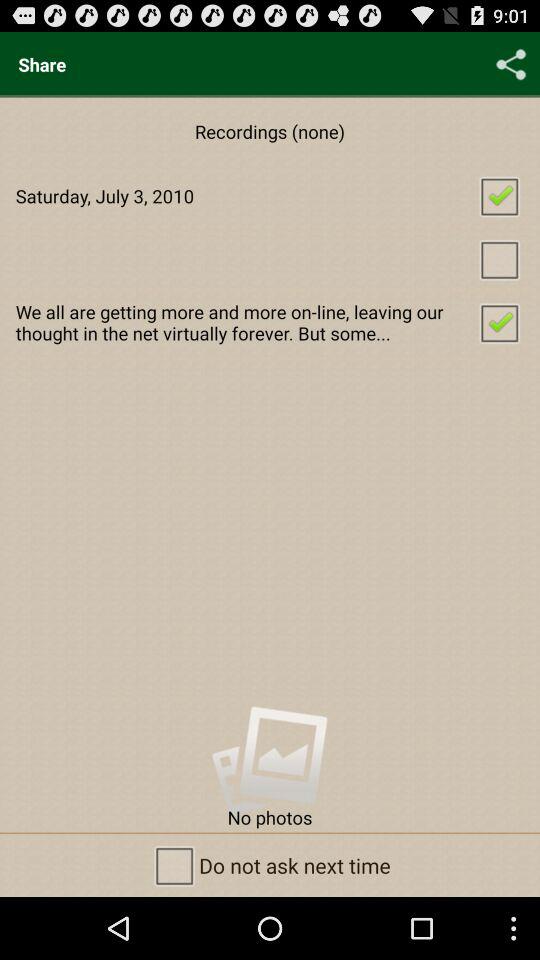 9:01
Share
Recordings (none)
Saturday, July 3, 2010
We all are getting more and more on-line, leaving our
thought in the net virtually forever. But some...
No photos
Do not ask next time